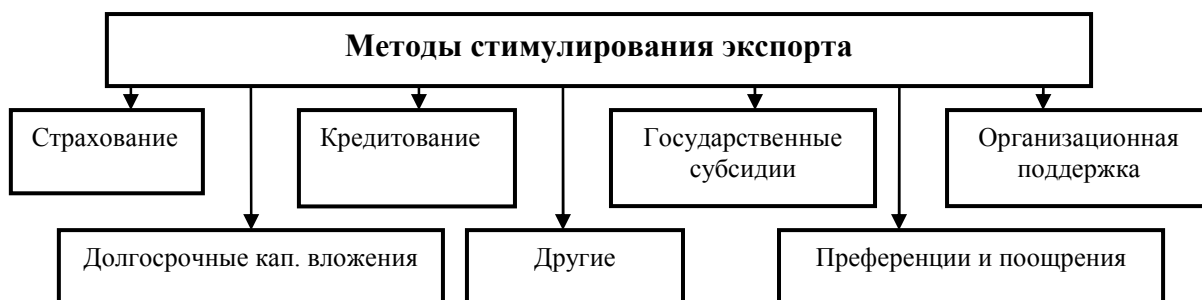 Методы стимулирования экспорта
Страхование
Кредитование
Государственные
субсидии
Организационная
поддержка
Долгосрочные кап. вложения
Другие
Преференции и поощрения